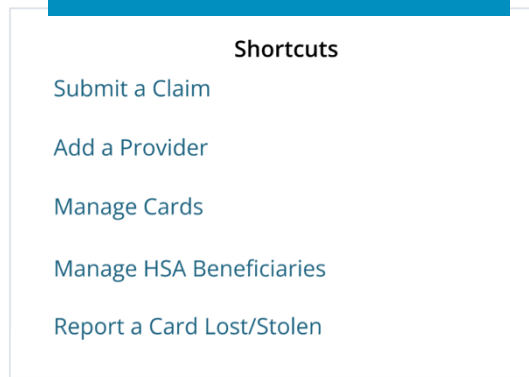 Shortcuts
Submit a Claim
Add a Provider
Manage Cards
Manage HSA Beneficiaries
Report a Card Lost/Stolen